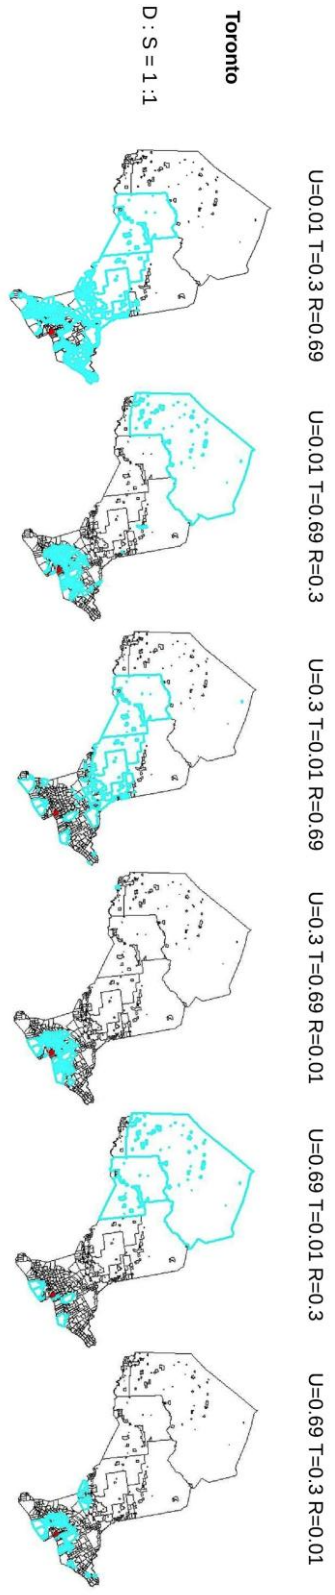 U=0.01 T=0.3 R=0.69
U=0.01 T=0.69 R=0.3
U=0.3 T=0.01 R=0.69
U=0.3 T=0.69 R=0.01
U=0.69 T=0.01 R=0.3
U=0.69 T=0.3 R=0.01
Toronto
D : S = 1 :1